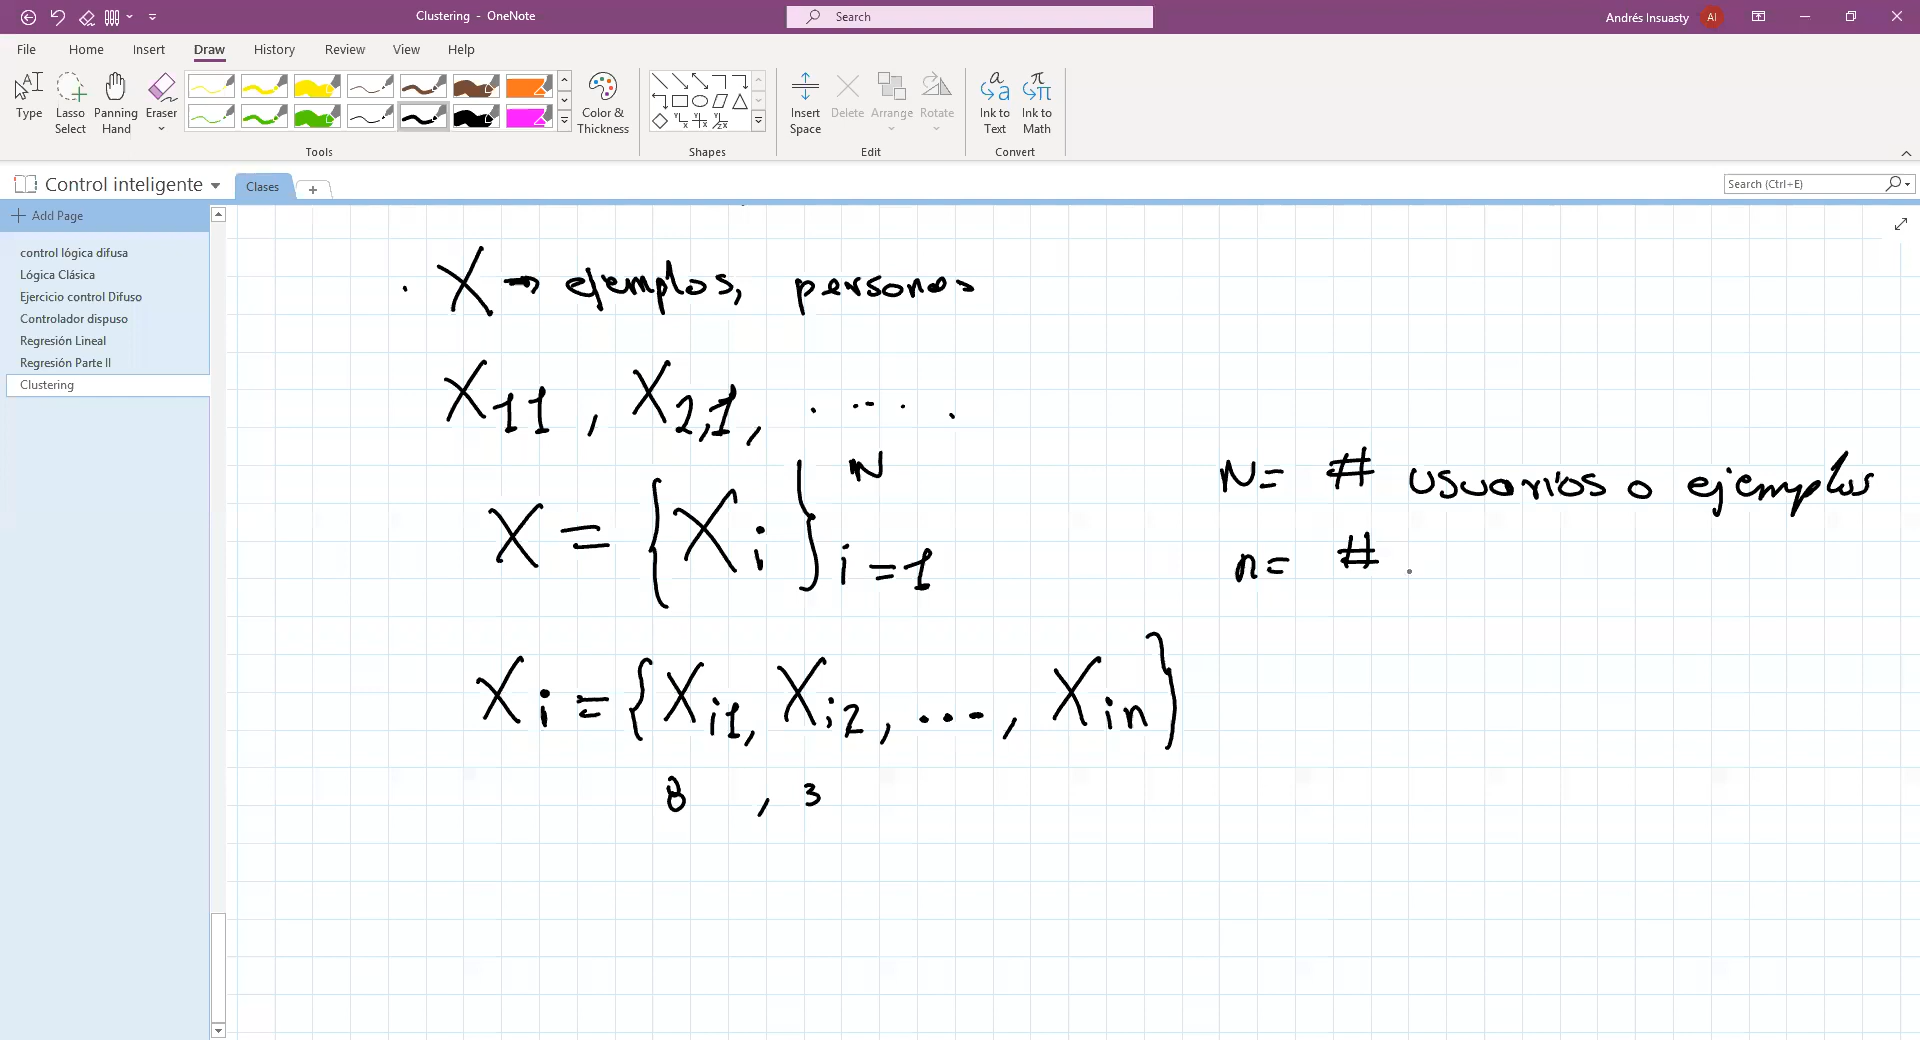 Clustering - OneNote
Search
Andrés Insuasty AI
File Home Insert Draw History Review View Help
Type
Lasso Select
Panning Hand
Eraser
Color & Thickness
Insert Space
Delete
Arrange
Rotate
Ink to Text
Ink to Math
Tools Shapes Edit Convert
Control inteligente
Clases
Search (Ctrl+E)
Add Page
control lógica difusa
Lógica Clásica
Ejercicio control Difuso
Controlador dispuso
Regresión Lineal
Regresión Parte II
Clustering
. X → ejemplos, personas
X11 , X2,1, . ... .
X = {Xi}i=1 N
N = # usuarios o ejemplos
n = #
Xi = {Xi1, Xi2, ..., Xin}
8 , 3